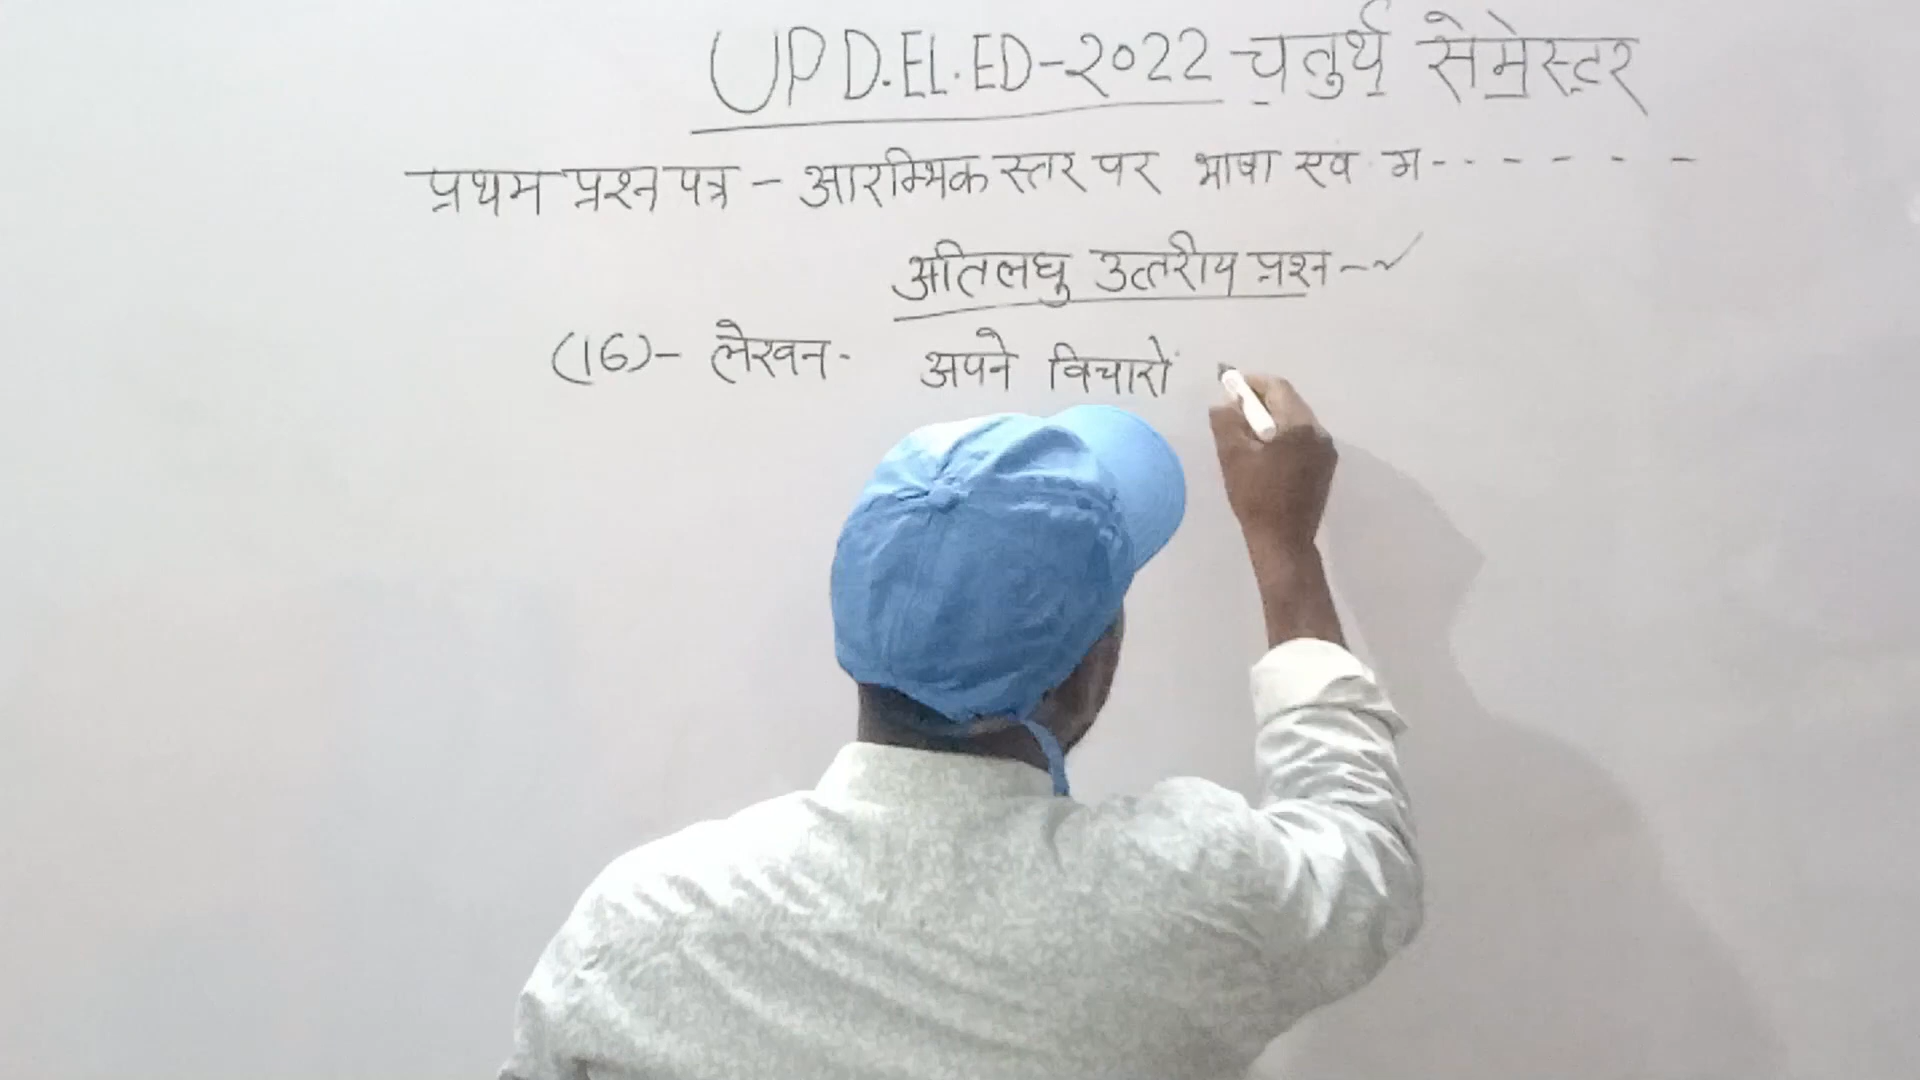 UP D.EL.ED-2022 चतुर्थ सेमेस्टर
प्रथम प्रश्न पत्र - आरम्भिक स्तर पर भाषा एव ग - - - - - - -
अतिलघु उत्तरीय प्रश्न -
(16)- लेखन- अपने विचारों